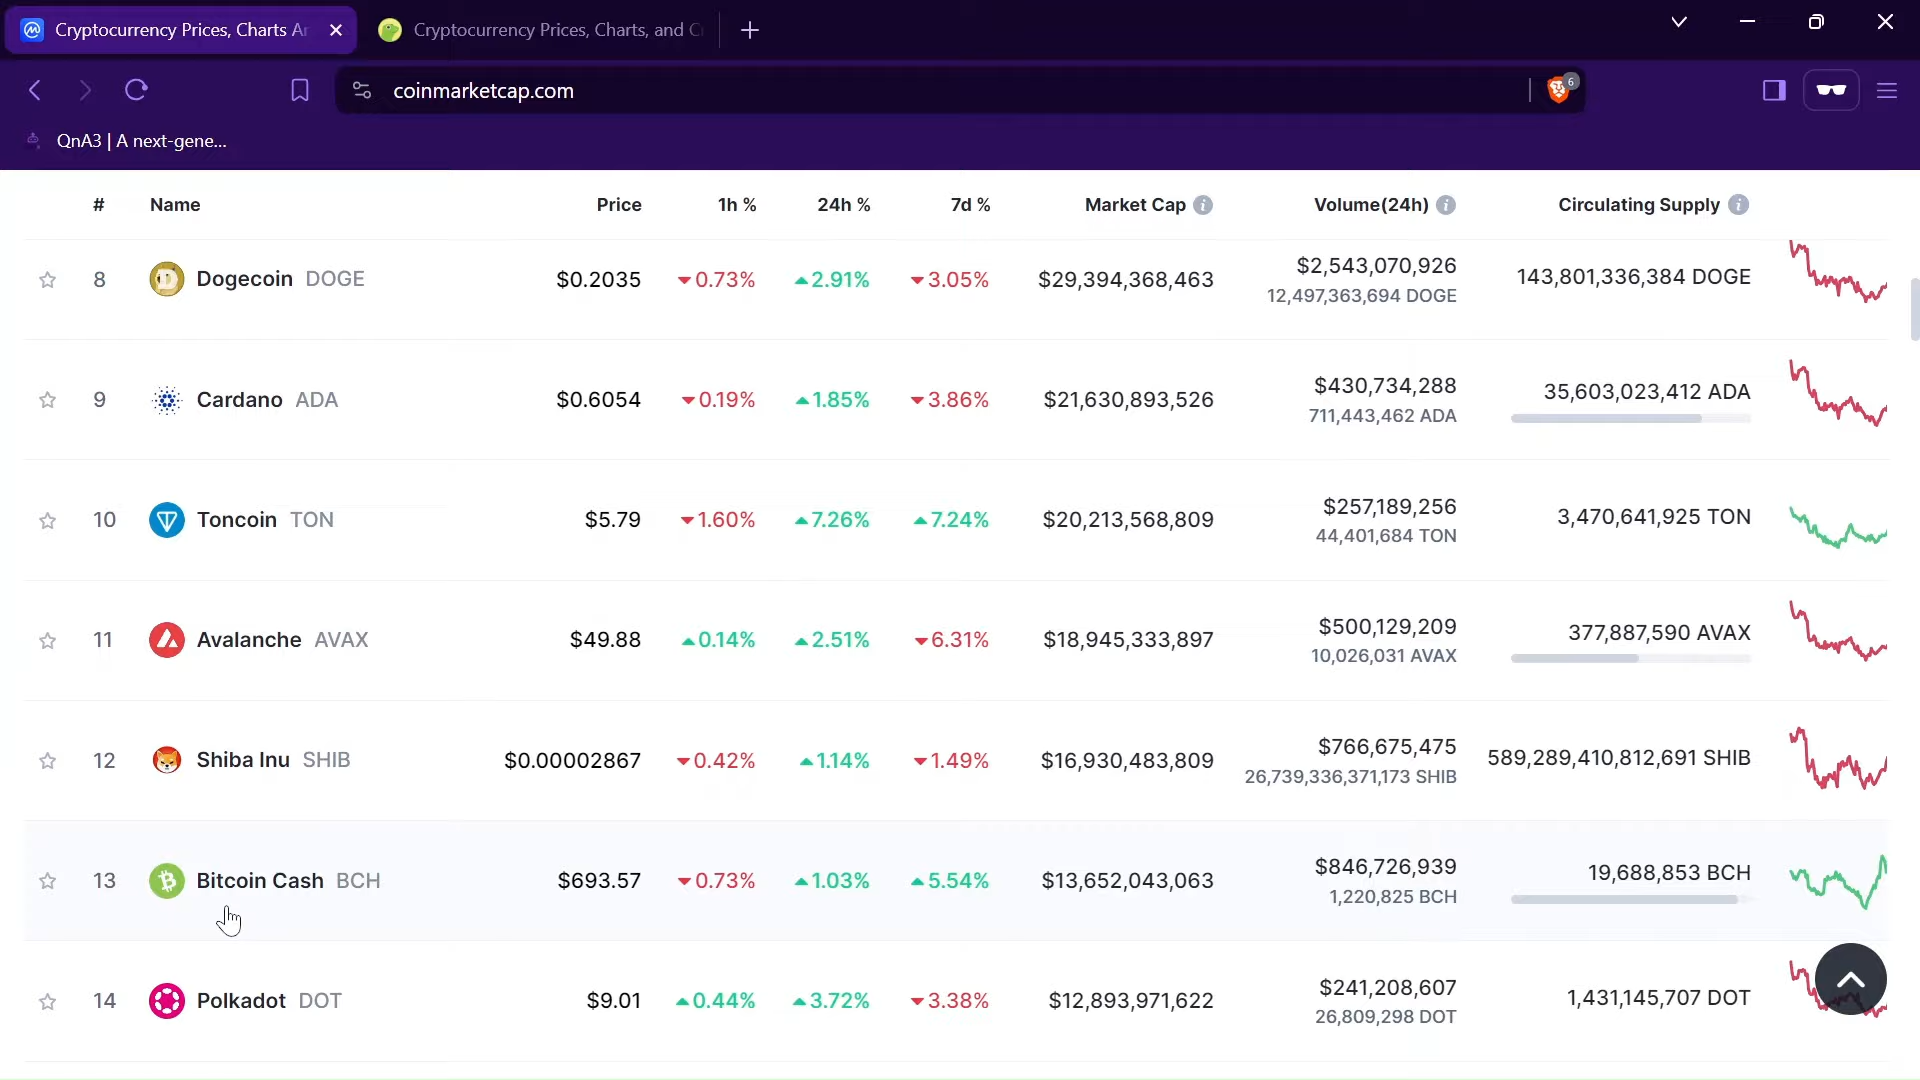 Cryptocurrency Prices, Charts Ar
Cryptocurrency Prices, Charts, and C
coinmarketcap.com
6
QnA3 | A next-gene...
# Name Price 1h % 24h % 7d % Market Cap Volume(24h) Circulating Supply
8 Dogecoin DOGE $0.2035 0.73% 2.91% 3.05% $29,394,368,463 $2,543,070,926 143,801,336,384 DOGE
12,497,363,694 DOGE
9 Cardano ADA $0.6054 0.19% 1.85% 3.86% $21,630,893,526 $430,734,288 35,603,023,412 ADA
711,443,462 ADA
10 Toncoin TON $5.79 1.60% 7.26% 7.24% $20,213,568,809 $257,189,256 3,470,641,925 TON
44,401,684 TON
11 Avalanche AVAX $49.88 0.14% 2.51% 6.31% $18,945,333,897 $500,129,209 377,887,590 AVAX
10,026,031 AVAX
12 Shiba Inu SHIB $0.00002867 0.42% 1.14% 1.49% $16,930,483,809 $766,675,475 589,289,410,812,691 SHIB
26,739,336,371,173 SHIB
13 Bitcoin Cash BCH $693.57 0.73% 1.03% 5.54% $13,652,043,063 $846,726,939 19,688,853 BCH
1,220,825 BCH
14 Polkadot DOT $9.01 0.44% 3.72% 3.38% $12,893,971,622 $241,208,607 1,431,145,707 DOT
26,809,298 DOT